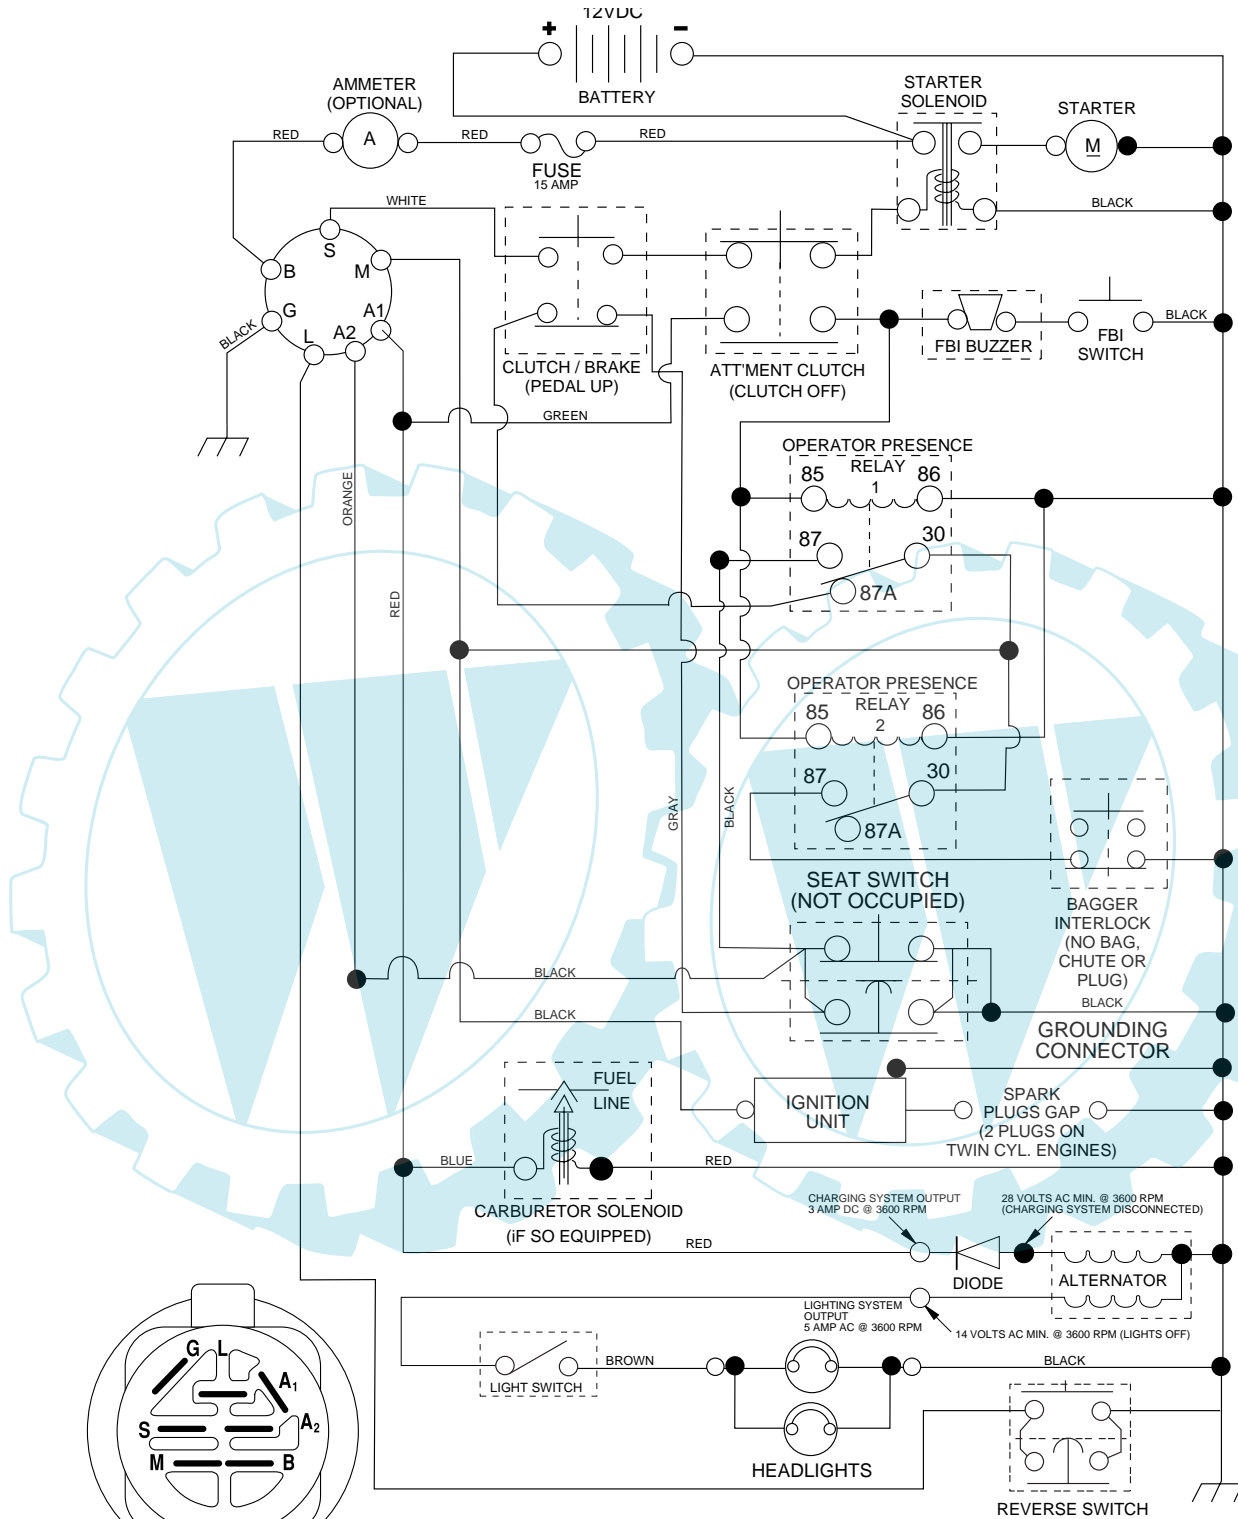 12VDC
+
-
BATTERY
AMMETER
(OPTIONAL)
STARTER
SOLENOID
STARTER
RED
A
RED
RED
M
FUSE
15 AMP
WHITE
BLACK
S
B
M
G
A1
L
A2
BLACK
FBI BUZZER
FBI
SWITCH
BLACK
CLUTCH / BRAKE
(PEDAL UP)
ATT'MENT CLUTCH
(CLUTCH OFF)
GREEN
OPERATOR PRESENCE
RELAY
1
85
86
87
30
87A
ORANGE
RED
OPERATOR PRESENCE
RELAY
2
85
86
87
30
87A
GRAY
BLACK
SEAT SWITCH
(NOT OCCUPIED)
BAGGER
INTERLOCK
(NO BAG,
CHUTE OR
PLUG)
BLACK
BLACK
BLACK
GROUNDING
CONNECTOR
FUEL
LINE
IGNITION
UNIT
SPARK
PLUGS GAP
(2 PLUGS ON
TWIN CYL. ENGINES)
BLUE
RED
CARBURETOR SOLENOID
(iF SO EQUIPPED)
CHARGING SYSTEM OUTPUT
3 AMP DC @ 3600 RPM
28 VOLTS AC MIN. @ 3600 RPM
(CHARGING SYSTEM DISCONNECTED)
RED
DIODE
ALTERNATOR
LIGHTING SYSTEM
OUTPUT
5 AMP AC @ 3600 RPM
14 VOLTS AC MIN. @ 3600 RPM (LIGHTS OFF)
LIGHT SWITCH
BROWN
BLACK
HEADLIGHTS
REVERSE SWITCH
G
L
A1
A2
S
M
B